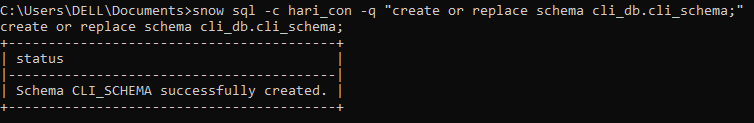 C:\Users\DELL\Documents>snow sql -c hari_con -q "create or replace schema cli_db.cli_schema;"
create or replace schema cli_db.cli_schema;
+---------------------------------------+
| status                                |
|---------------------------------------|
| Schema CLI_SCHEMA successfully created. |
+---------------------------------------+